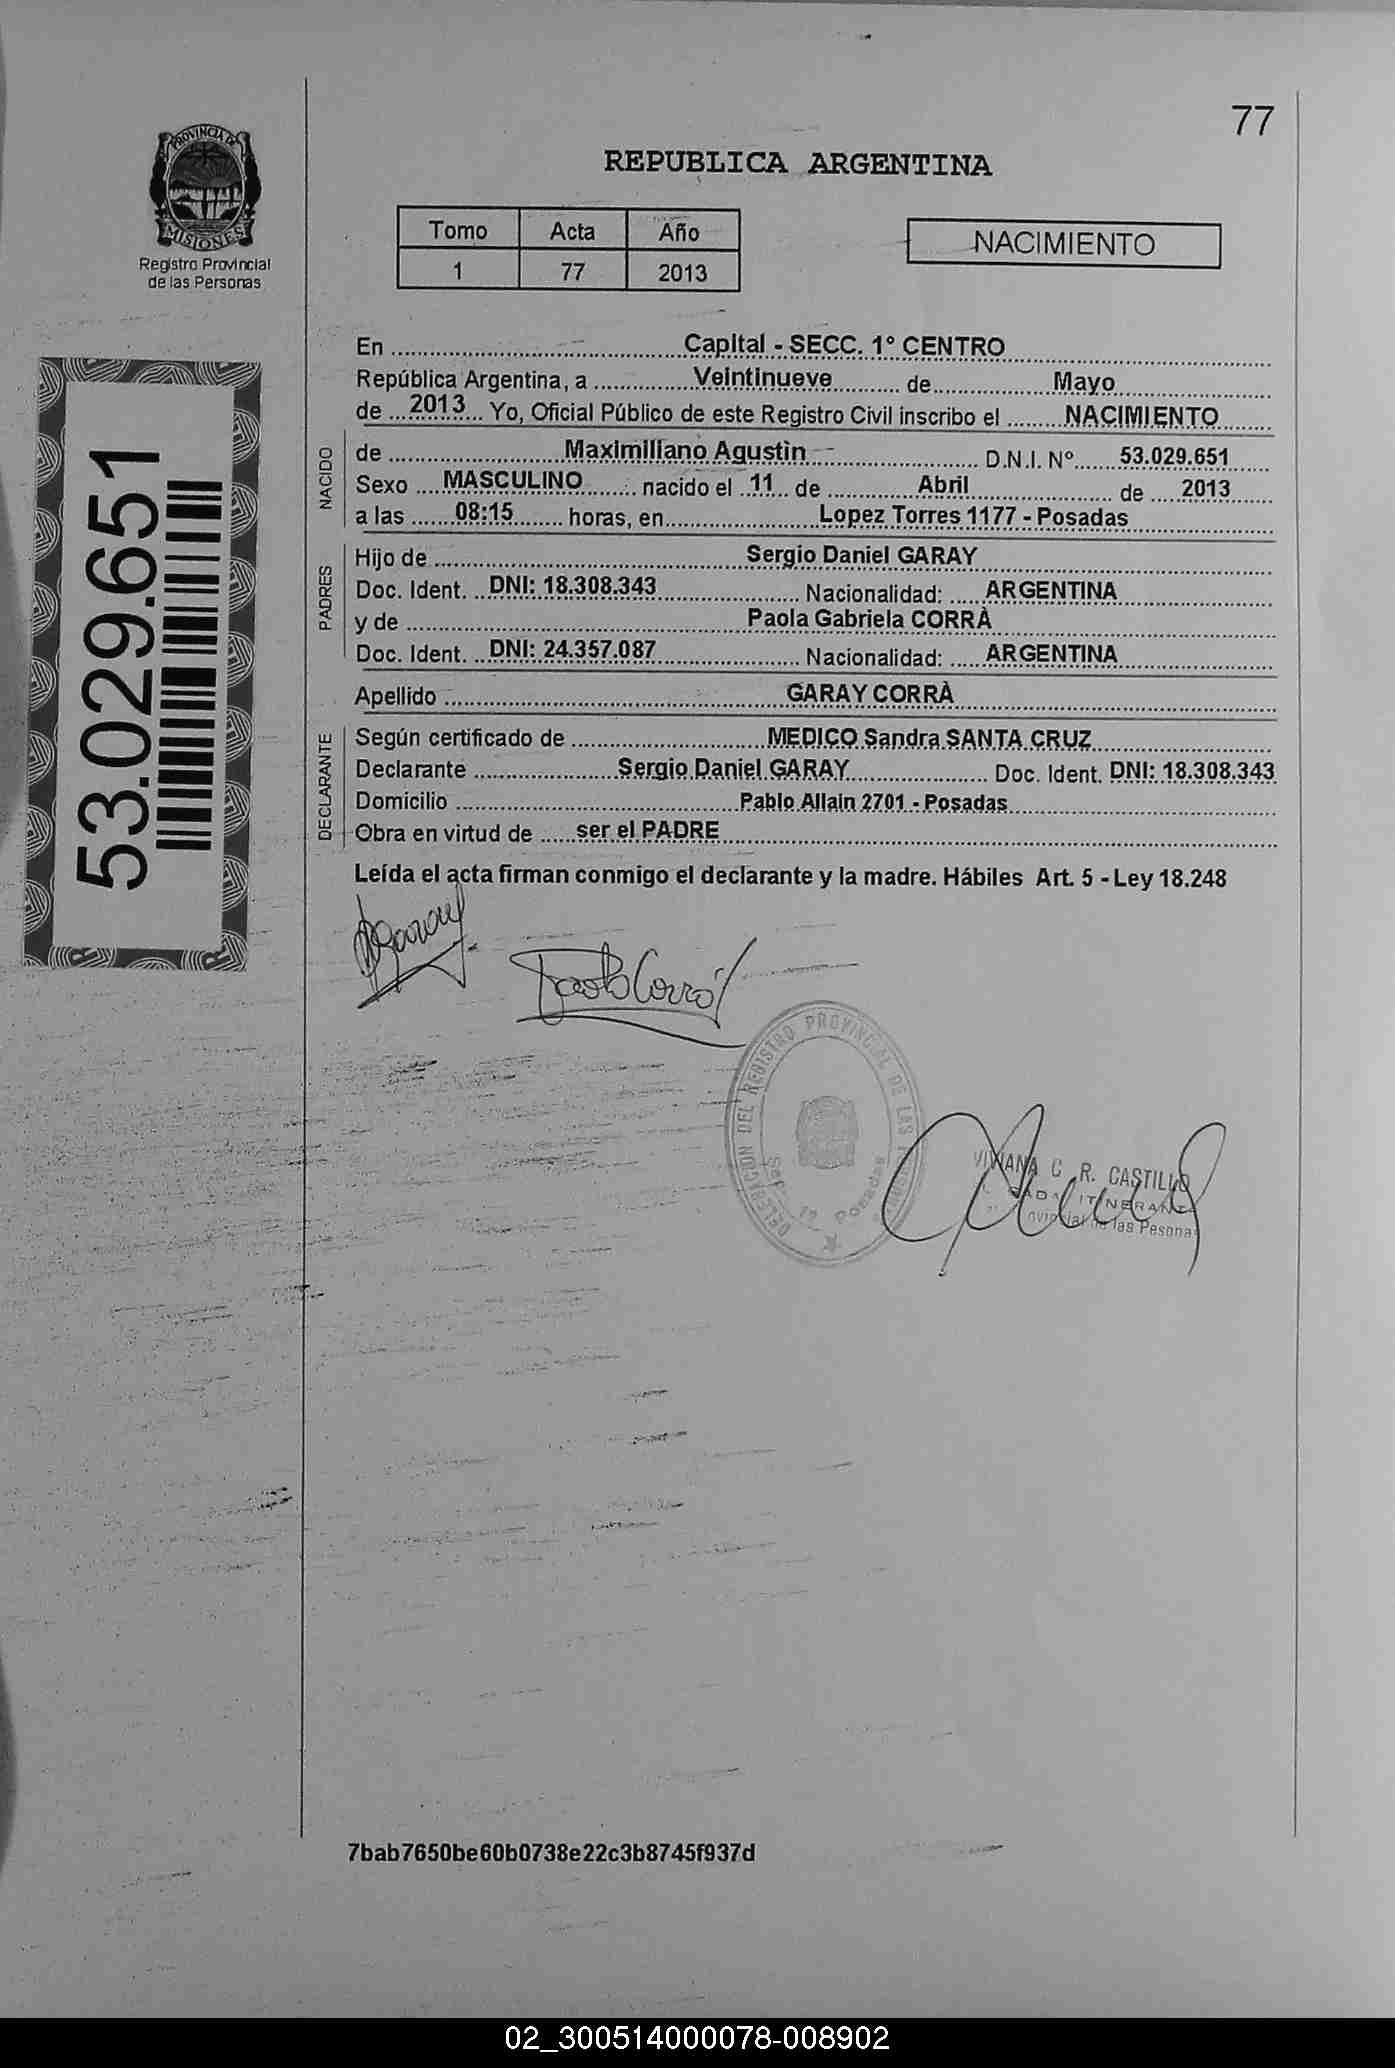 77
PROVINCIA DE
MISIONES
Registro Provincial
de las Personas
REPUBLICA ARGENTINA
Tomo Acta Año
1 77 2013
NACIMIENTO
53.029.651
En Capital - SECC. 1° CENTRO
República Argentina, a Veintinueve de Mayo
de 2013 Yo, Oficial Público de este Registro Civil inscribo el NACIMIENTO
NACIDO
de Maximiliano Agustìn D.N.I. Nº 53.029.651
Sexo MASCULINO nacido el 11 de Abril de 2013
a las 08:15 horas, en Lopez Torres 1177 - Posadas
PADRES
Hijo de Sergio Daniel GARAY
Doc. Ident. DNI: 18.308.343 Nacionalidad: ARGENTINA
y de Paola Gabriela CORRÀ
Doc. Ident. DNI: 24.357.087 Nacionalidad: ARGENTINA
Apellido GARAY CORRÀ
DECLARANTE
Según certificado de MEDICO Sandra SANTA CRUZ
Declarante Sergio Daniel GARAY Doc. Ident. DNI: 18.308.343
Domicilio Pablo Allain 2701 - Posadas
Obra en virtud de ser el PADRE
Leída el acta firman conmigo el declarante y la madre. Hábiles Art. 5 - Ley 18.248
Garay
Paola Corrá
DELEGACION DEL REGISTRO PROVINCIAL DE LAS
Posadas
VIVIANA C. R. CASTILLO
ITINERANTE
las Pesonas
7bab7650be60b0738e22c3b8745f937d
02_300514000078-008902